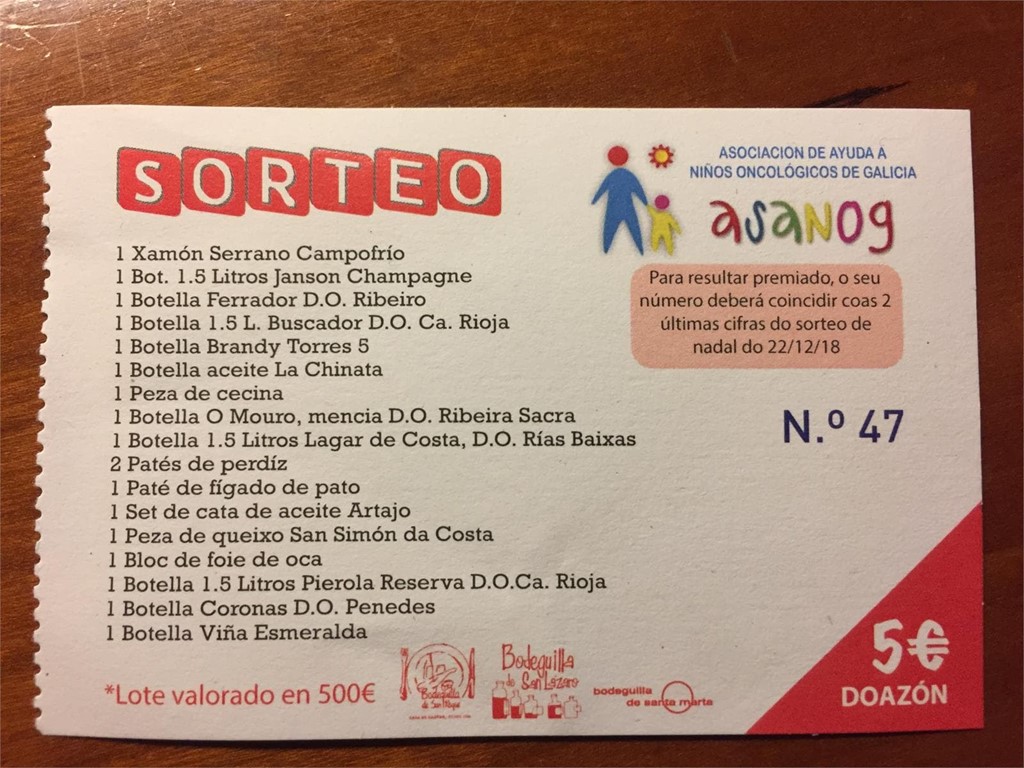 SORTEO
1 Xamón Serrano Campofrío
1 Bot. 1.5 Litros Janson Champagne
1 Botella Ferrador D.O. Ribeiro
1 Botella 1.5 L. Buscador D.O. Ca. Rioja
1 Botella Brandy Torres 5
1 Botella aceite La Chinata
1 Peza de cecina
1 Botella O Mouro, mencia D.O. Ribeira Sacra
1 Botella 1.5 Litros Lagar de Costa, D.O. Rías Baixas
2 Patés de perdíz
1 Paté de fígado de pato
1 Set de cata de aceite Artajo
1 Peza de queixo San Simón da Costa
1 Bloc de foie de oca
1 Botella 1.5 Litros Pierola Reserva D.O.Ca. Rioja
1 Botella Coronas D.O. Penedes
1 Botella Viña Esmeralda
*Lote valorado en 500€
ASOCIACION DE AYUDA A
NIÑOS ONCOLÓGICOS DE GALICIA
asanog
Para resultar premiado, o seu
número deberá coincidir coas 2
últimas cifras do sorteo de
nadal do 22/12/18
N.º 47
Bodeguilla
de San Roque
Bodeguilla
de San Lázaro
bodeguilla
de santa marta
5€
DOAZÓN